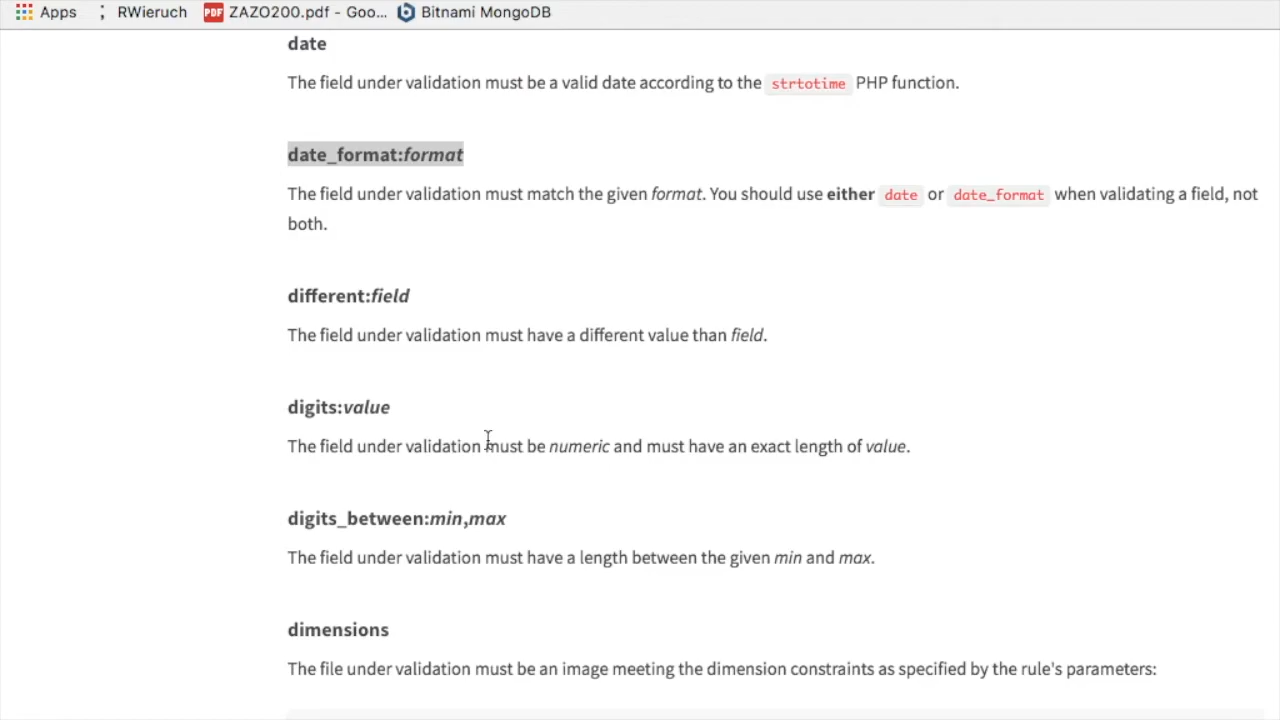 Apps ; RWieruch PDF ZAZO200.pdf - Goo... Bitnami MongoDB
date
The field under validation must be a valid date according to the strtotime PHP function.
date_format:format
The field under validation must match the given format. You should use either date or date_format when validating a field, not
both.
different:field
The field under validation must have a different value than field.
digits:value
The field under validation must be numeric and must have an exact length of value.
digits_between:min,max
The field under validation must have a length between the given min and max.
dimensions
The file under validation must be an image meeting the dimension constraints as specified by the rule's parameters: